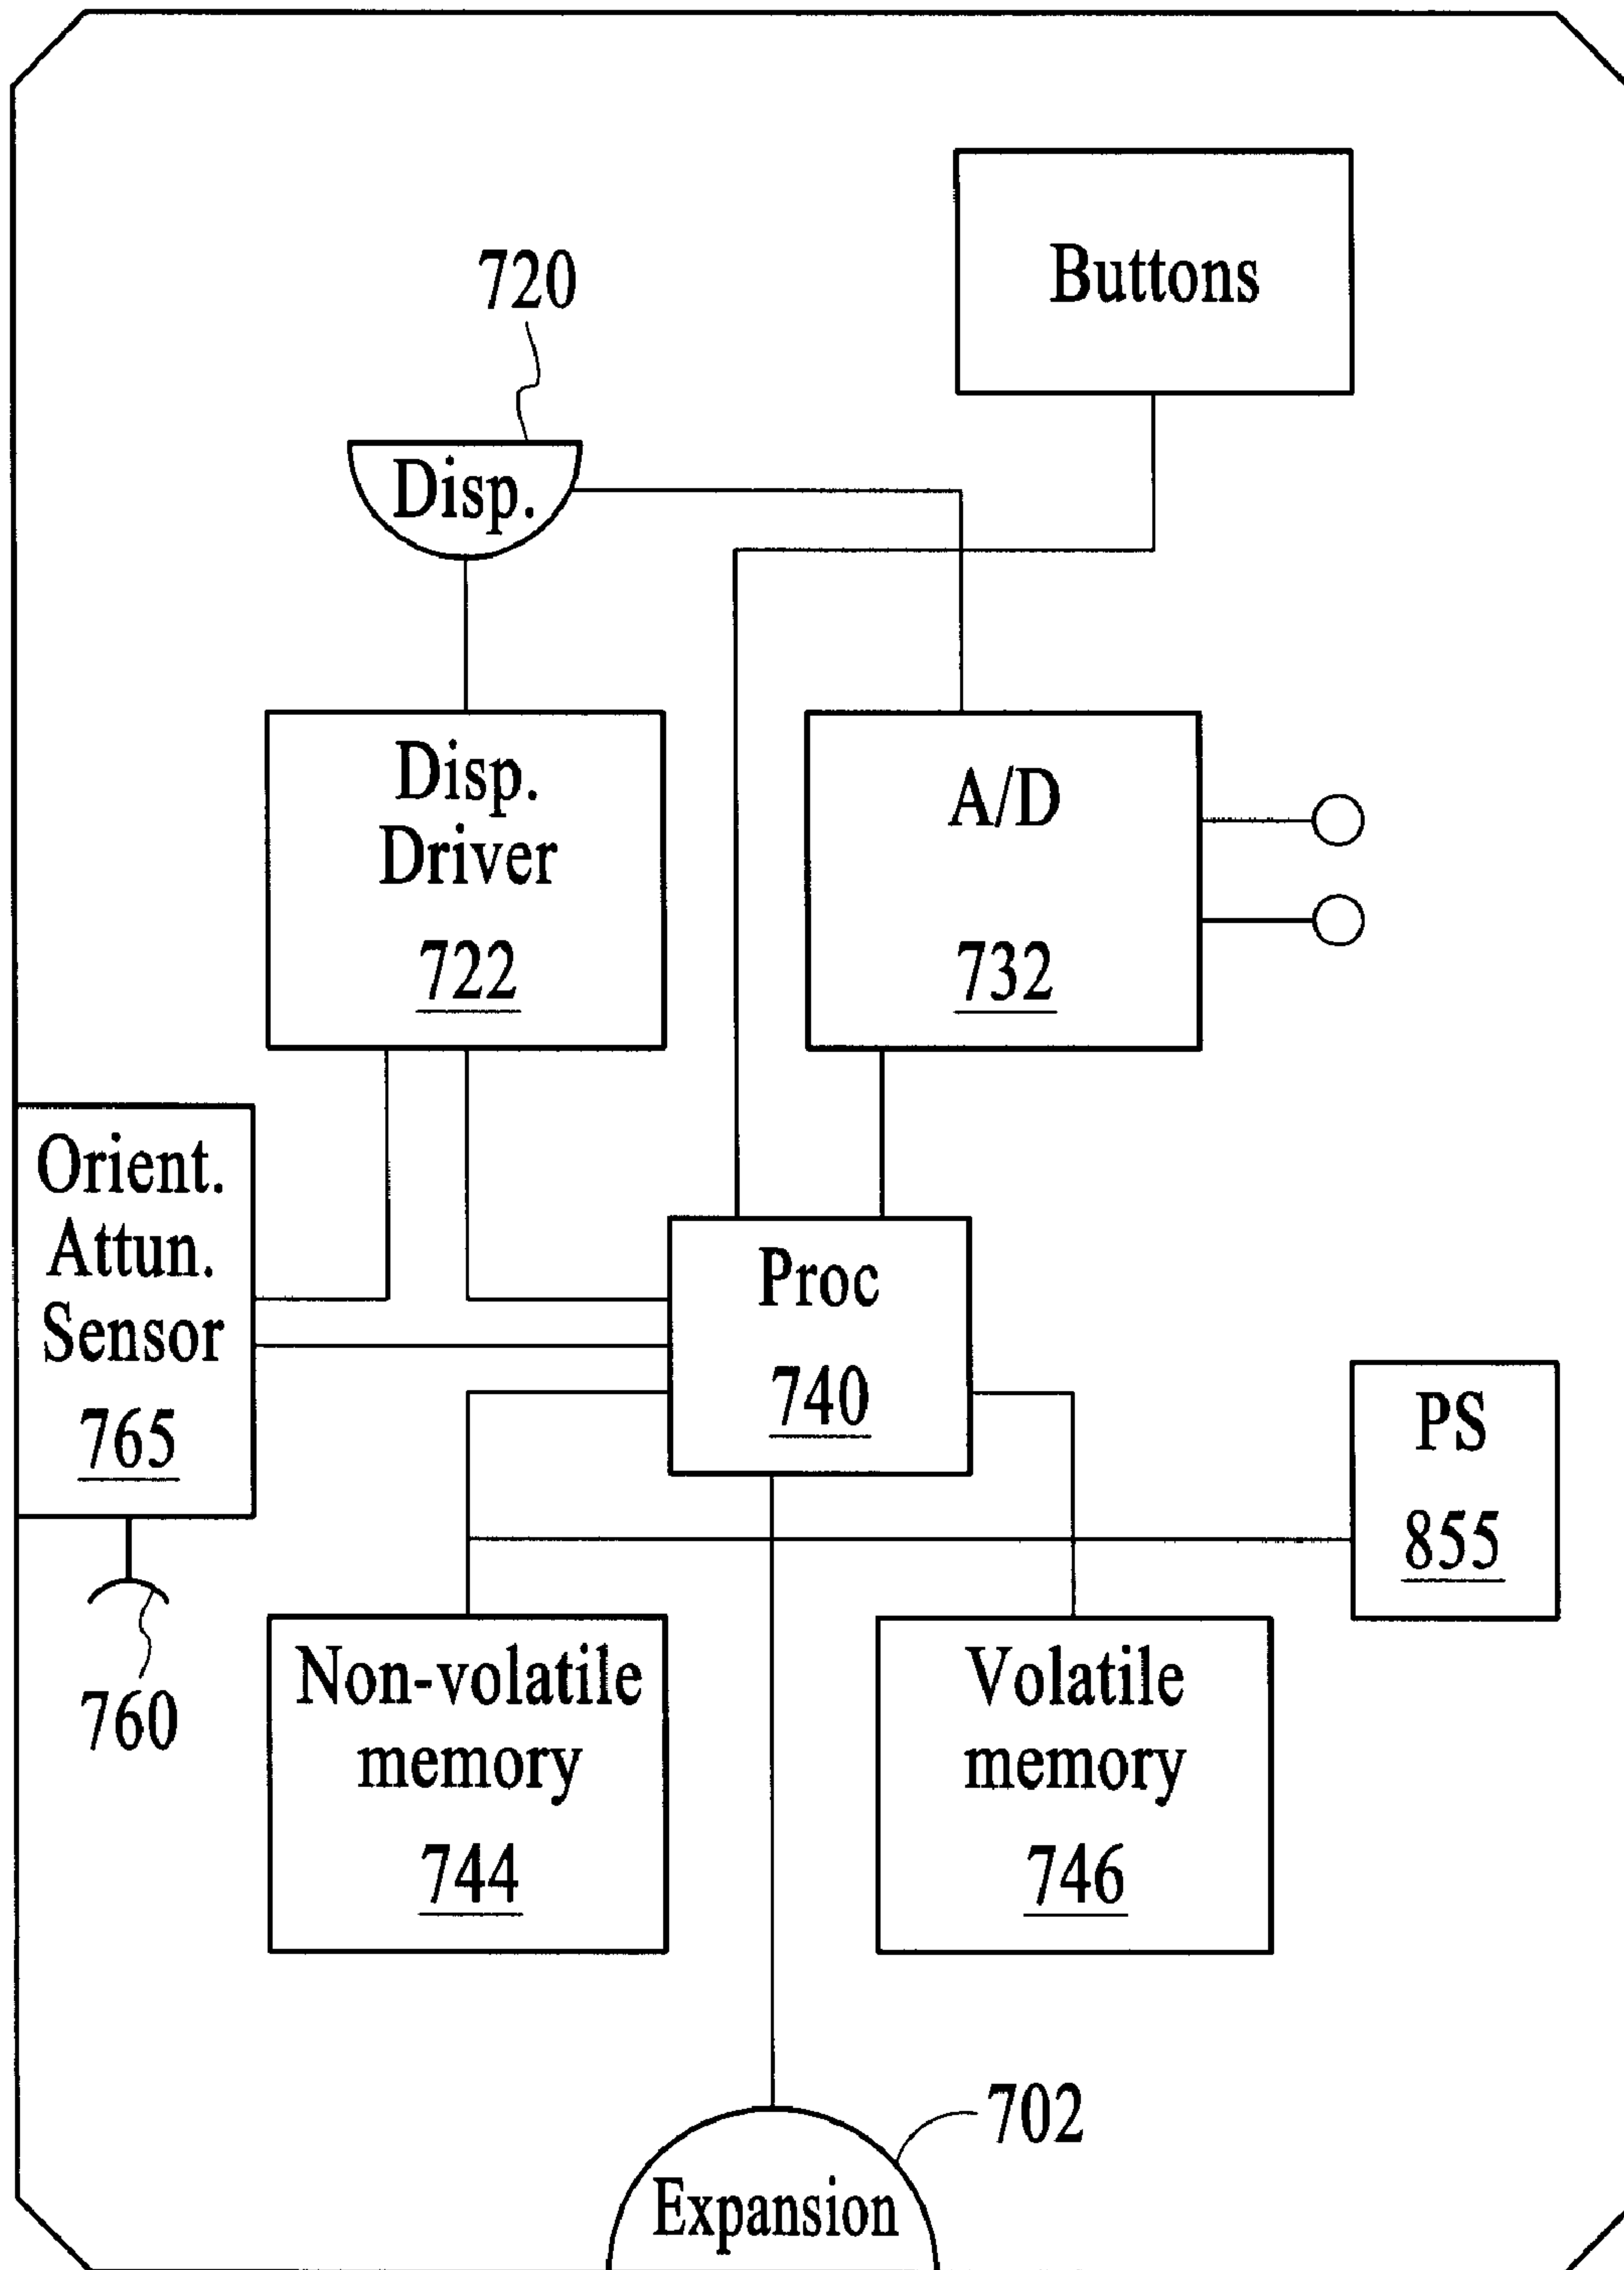 Buttons
720
Disp.
Disp.
Driver
722
A/D
732
Orient.
Attun.
Sensor
765
Proc
740
PS
855
760
Non-volatile
memory
744
Volatile
memory
746
702
Expansion